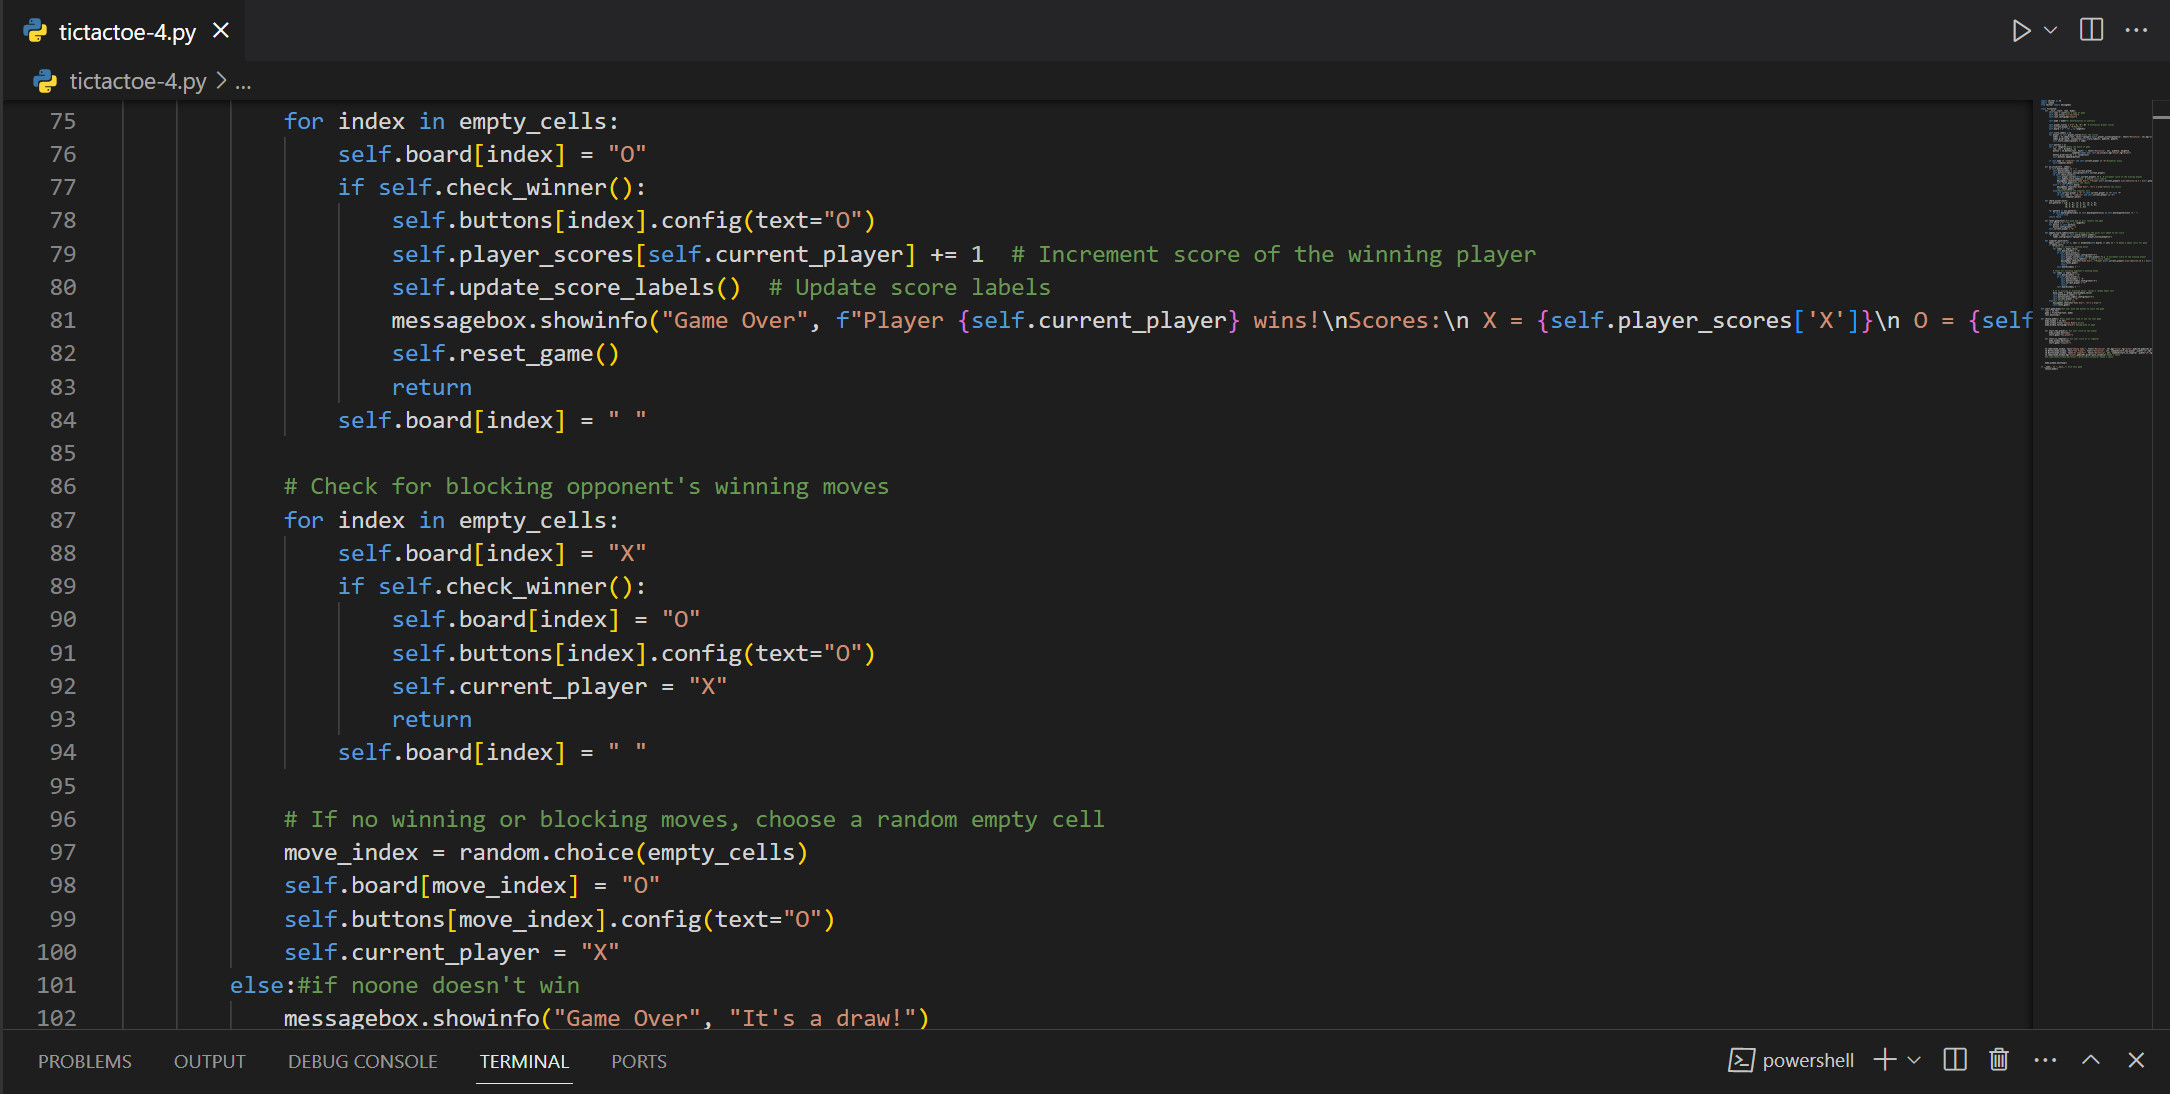 tictactoe-4.py
tictactoe-4.py > ...
75 for index in empty_cells:
76 self.board[index] = "O"
77 if self.check_winner():
78 self.buttons[index].config(text="O")
79 self.player_scores[self.current_player] += 1  # Increment score of the winning player
80 self.update_score_labels()  # Update score labels
81 messagebox.showinfo("Game Over", f"Player {self.current_player} wins!\nScores:\n X = {self.player_scores['X']}\n O = {self
82 self.reset_game()
83 return
84 self.board[index] = " "
85
86 # Check for blocking opponent's winning moves
87 for index in empty_cells:
88 self.board[index] = "X"
89 if self.check_winner():
90 self.board[index] = "O"
91 self.buttons[index].config(text="O")
92 self.current_player = "X"
93 return
94 self.board[index] = " "
95
96 # If no winning or blocking moves, choose a random empty cell
97 move_index = random.choice(empty_cells)
98 self.board[move_index] = "O"
99 self.buttons[move_index].config(text="O")
100 self.current_player = "X"
101 else:#if noone doesn't win
102 messagebox.showinfo("Game Over", "It's a draw!")
PROBLEMS OUTPUT DEBUG CONSOLE TERMINAL PORTS powershell